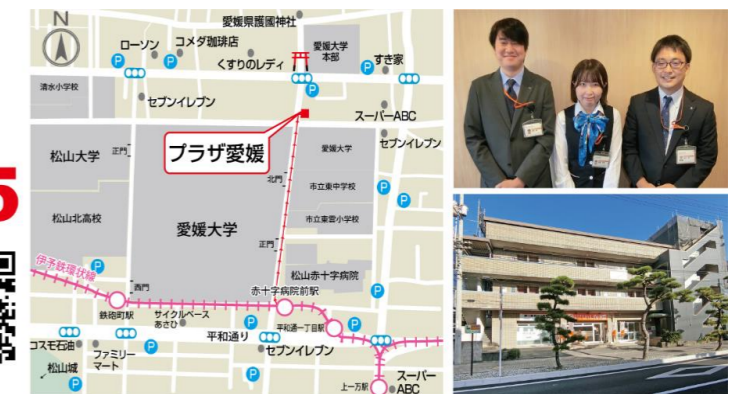 愛媛県護國神社
ローソン
コメダ珈琲店
くすりのレディ
愛媛大学
本部
すき家
清水小学校
セブンイレブン
スーパーABC
プラザ愛媛
松山大学
正門
愛媛大学
セブンイレブン
北門
市立東中学校
松山北高校
愛媛大学
市立東雲小学校
正門
伊予鉄環状線
松山赤十字病院
西門
赤十字病院前駅
鉄砲町駅
サイクルベース
あさひ
平和通り
平和通一丁目駅
コスモ石油
ファミリー
マート
セブンイレブン
松山城
上一万駅
スーパー
ABC
5
N
P
P
P
P
P
P
P
P
P
P
P
P
P